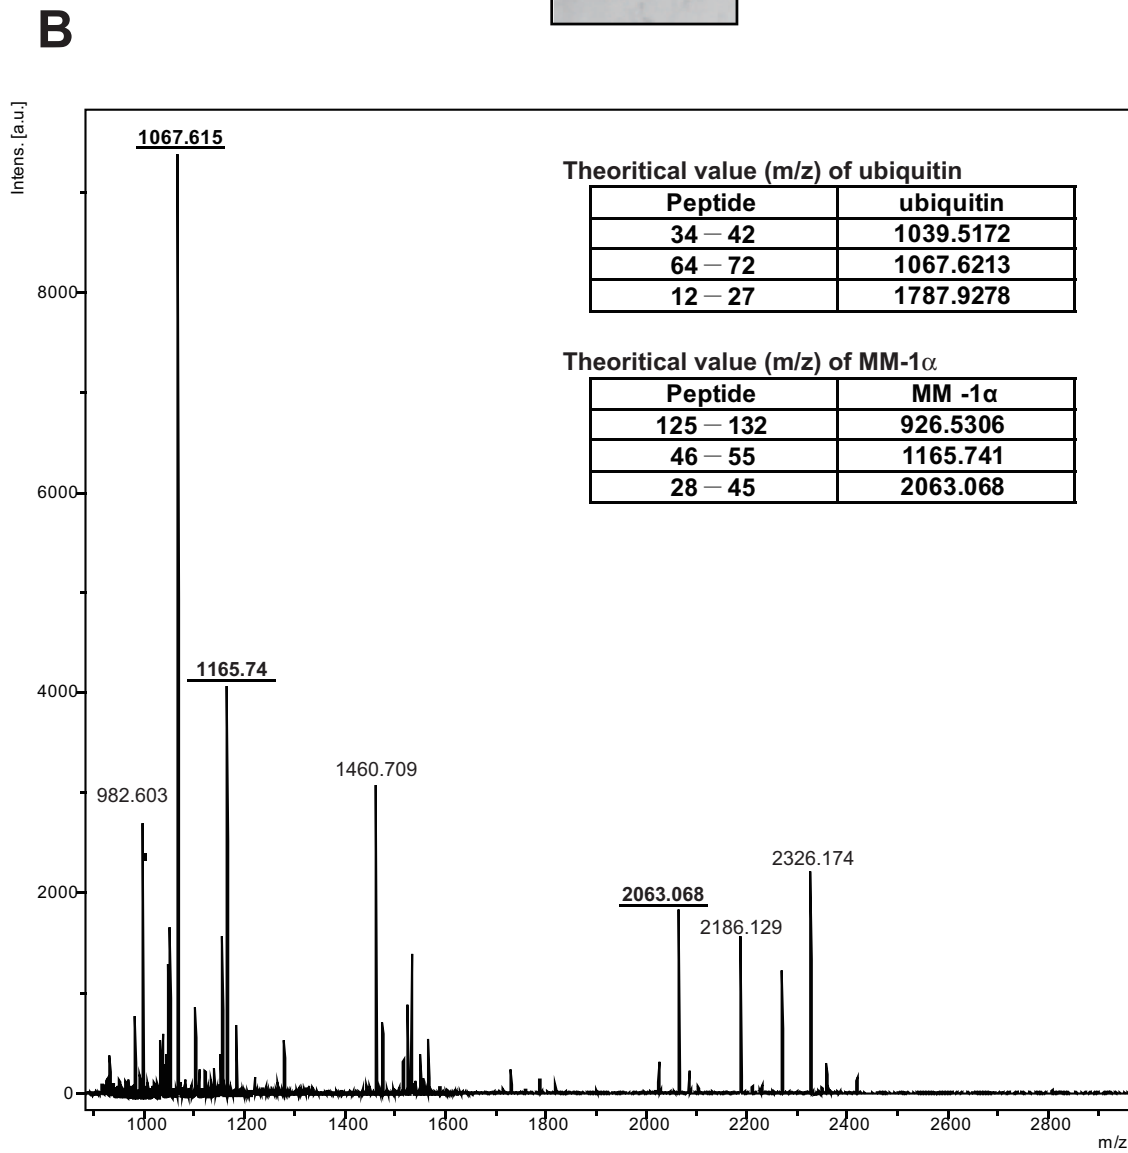 B
Intens. [a.u.]
1067.615
Theoritical value (m/z) of ubiquitin
Peptide ubiquitin
34 — 42 1039.5172
64 — 72 1067.6213
12 — 27 1787.9278
8000
Theoritical value (m/z) of MM-1α
Peptide MM -1α
125 — 132 926.5306
46 — 55 1165.741
28 — 45 2063.068
6000
1165.74
4000
1460.709
982.603
2326.174
2000
2063.068
2186.129
0
1000 1200 1400 1600 1800 2000 2200 2400 2600 2800
m/z